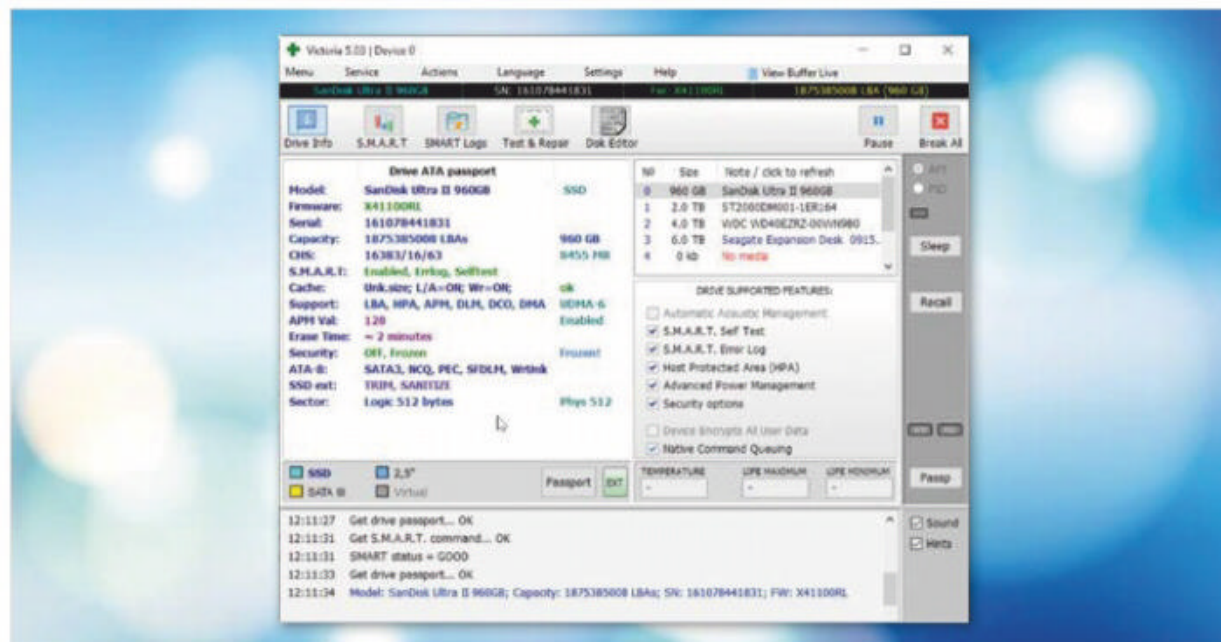 Victoria 5.03 | Device 0
Menu Service Actions Language Settings Help View Buffer Live
SanDisk Ultra II 960GB SN: 161078441831 Fw: X41100RL 1875385008 LBA (960 GB)
Drive Info S.M.A.R.T SMART Logs Test & Repair Disk Editor Pause Break All
Drive ATA passport
Model: SanDisk Ultra II 960GB SSD
Firmware: X41100RL
Serial: 161078441831
Capacity: 1875385008 LBAs 960 GB
CHS: 16383/16/63 8455 MB
S.M.A.R.T: Enabled, Errlog, Selftest
Cache: Unk.size; L/A=ON; Wr=ON; ok
Support: LBA, HPA, APM, DLM, DCO, DMA UDMA-6
APM Val: 128 Enabled
Erase Time: ~ 2 minutes
Security: OFF, Frozen Frozen!
ATA-8: SATA3, NCQ, PEC, SFDLM, WrUnk
SSD ext: TRIM, SANITIZE
Sector: Logic 512 bytes Phys 512
SSD 2,5" Passport EXT
SATA III Virtual
Nº Size Note / click to refresh
0 960 GB SanDisk Ultra II 960GB
1 2.0 TB ST2000DM001-1ER164
2 4.0 TB WDC WD40EZRZ-00WN9B0
3 6.0 TB Seagate Expansion Desk 0915..
4 0 kb No media
DRIVE SUPPORTED FEATURES:
Automatic Acoustic Management
S.M.A.R.T. Self Test
S.M.A.R.T. Error Log
Host Protected Area (HPA)
Advanced Power Management
Security options
Device Encrypts All User Data
Native Command Queuing
TEMPERATURE LIFE MAXIMUM LIFE MINIMUM
- - -
API
PIO
Sleep
Recall
Passp
Sound
Hints
12:11:27 Get drive passport... OK
12:11:31 Get S.M.A.R.T. command... OK
12:11:31 SMART status = GOOD
12:11:33 Get drive passport... OK
12:11:34 Model: SanDisk Ultra II 960GB; Capacity: 1875385008 LBAs; SN: 161078441831; FW: X41100RL